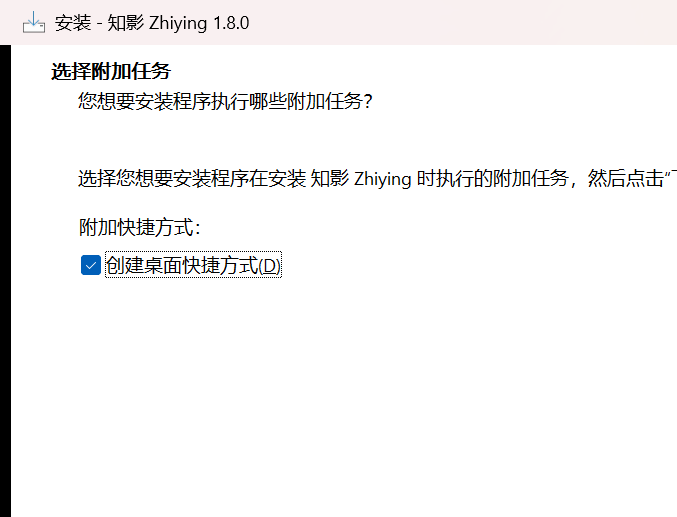 安装 - 知影 Zhiying 1.8.0
选择附加任务
您想要安装程序执行哪些附加任务？
选择您想要安装程序在安装 知影 Zhiying 时执行的附加任务，然后点击“
附加快捷方式：
创建桌面快捷方式(D)